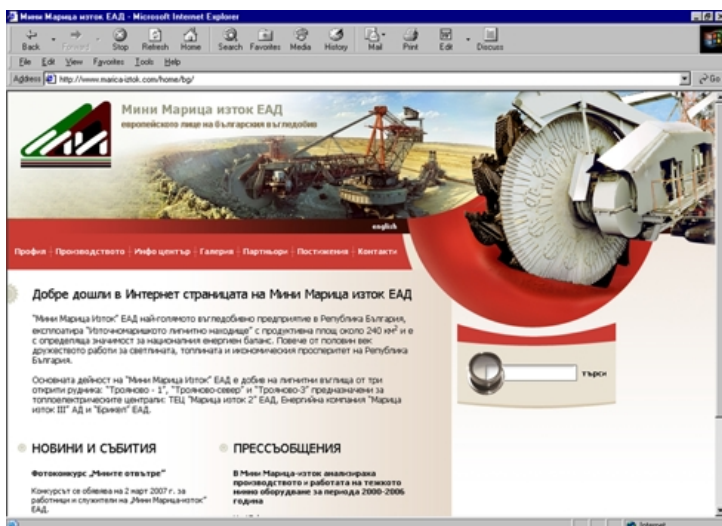 Мини Марица изток ЕАД - Microsoft Internet Explorer
Back Forward Stop Refresh Home Search Favorites Media History Mail Print Edit Discuss
File Edit View Favorites Tools Help
Address http://www.marica-iztok.com/home/bg/ Go
Мини Марица изток ЕАД
европейското лице на българския въгледобив
english
Профил Производството Инфо център Галерия Партньори Постижения Контакти
Добре дошли в Интернет страницата на Мини Марица изток ЕАД
"Мини Марица Изток" ЕАД най-голямото въгледобивно предприятие в Република България,
експлоатира "Източномаришкото лигнитно находище" с продуктивна площ около 240 км² и е
с определяща значимост за националния енергиен баланс. Повече от половин век
дружеството работи за светлината, топлината и икономическия просперитет на Република
България.
Основната дейност на "Мини Марица Изток" ЕАД е добив на лигнитни въглища от три
открити рудника: "Трояново - 1", "Трояново-север" и "Трояново-3" предназначени за
топлоелектрическите централи: ТЕЦ "Марица изток 2" ЕАД, Енергийна компания "Марица
изток III" АД и "Брикел" ЕАД.
търси
НОВИНИ И СЪБИТИЯ
Фотоконкурс „Мините отвътре"
Конкурсът се обявява на 2 март 2007 г. за
работници и служители на „Мини Марица-изток"
ЕАД.
ПРЕССЪОБЩЕНИЯ
В Мини Марица-изток анализираха
производството и работата на тежкото
минно оборудване за периода 2000-2006
година
Internet